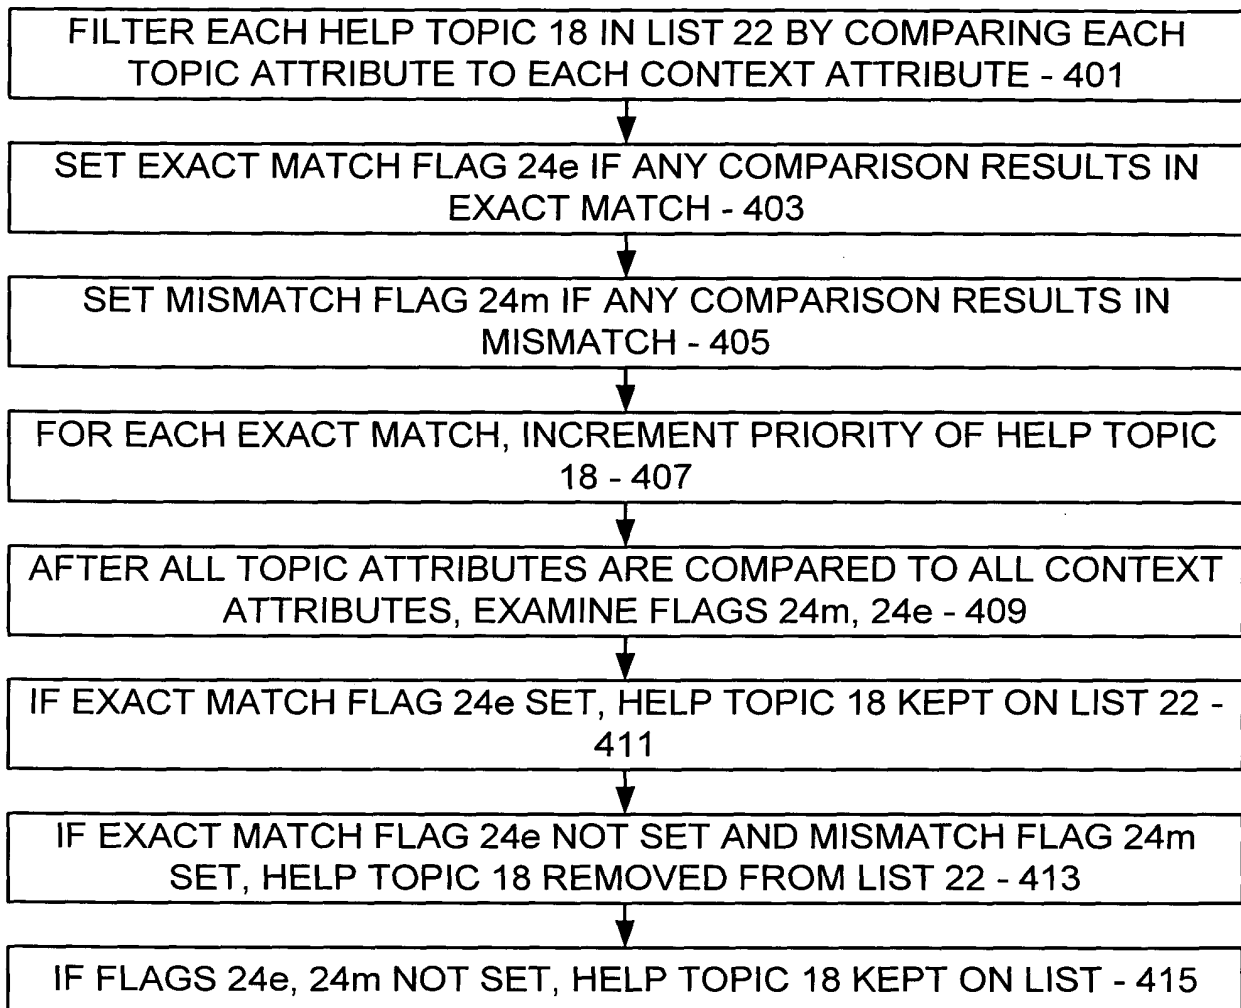 FILTER EACH HELP TOPIC 18 IN LIST 22 BY COMPARING EACH
TOPIC ATTRIBUTE TO EACH CONTEXT ATTRIBUTE - 401
SET EXACT MATCH FLAG 24e IF ANY COMPARISON RESULTS IN
EXACT MATCH - 403
SET MISMATCH FLAG 24m IF ANY COMPARISON RESULTS IN
MISMATCH - 405
FOR EACH EXACT MATCH, INCREMENT PRIORITY OF HELP TOPIC
18 - 407
AFTER ALL TOPIC ATTRIBUTES ARE COMPARED TO ALL CONTEXT
ATTRIBUTES, EXAMINE FLAGS 24m, 24e - 409
IF EXACT MATCH FLAG 24e SET, HELP TOPIC 18 KEPT ON LIST 22 -
411
IF EXACT MATCH FLAG 24e NOT SET AND MISMATCH FLAG 24m
SET, HELP TOPIC 18 REMOVED FROM LIST 22 - 413
IF FLAGS 24e, 24m NOT SET, HELP TOPIC 18 KEPT ON LIST - 415